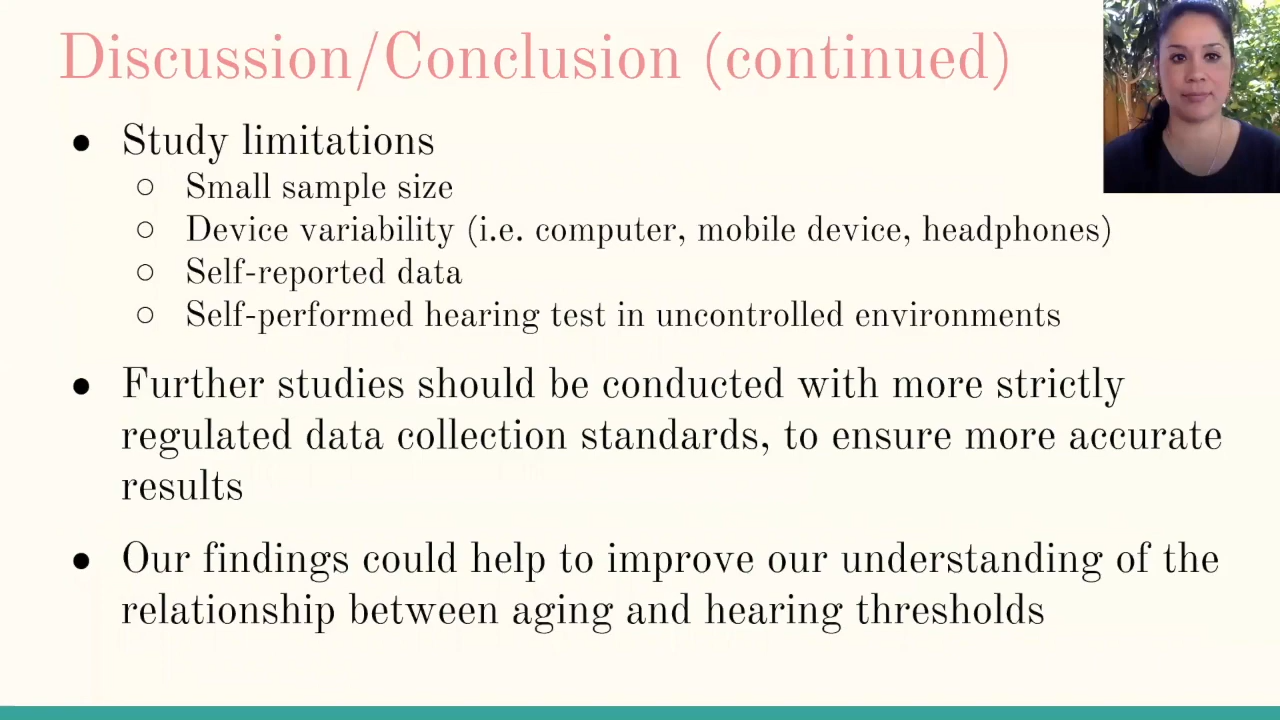 Discussion/Conclusion (continued)
● Study limitations
○ Small sample size
○ Device variability (i.e. computer, mobile device, headphones)
○ Self-reported data
○ Self-performed hearing test in uncontrolled environments
● Further studies should be conducted with more strictly
regulated data collection standards, to ensure more accurate
results
● Our findings could help to improve our understanding of the
relationship between aging and hearing thresholds